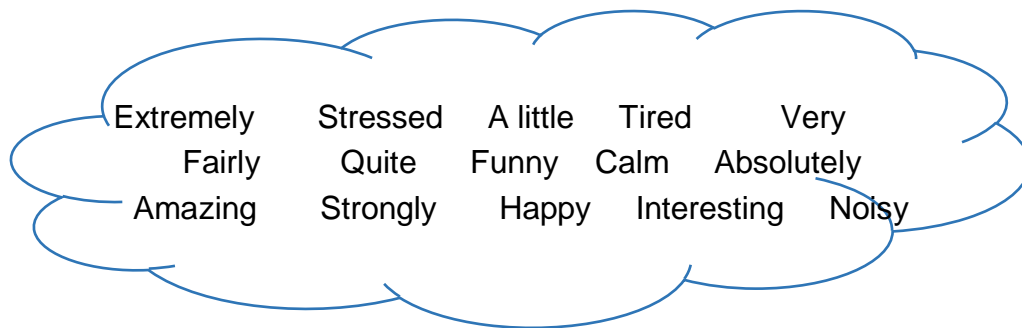 Extremely Stressed A little Tired Very
Fairly Quite Funny Calm Absolutely
Amazing Strongly Happy Interesting Noisy